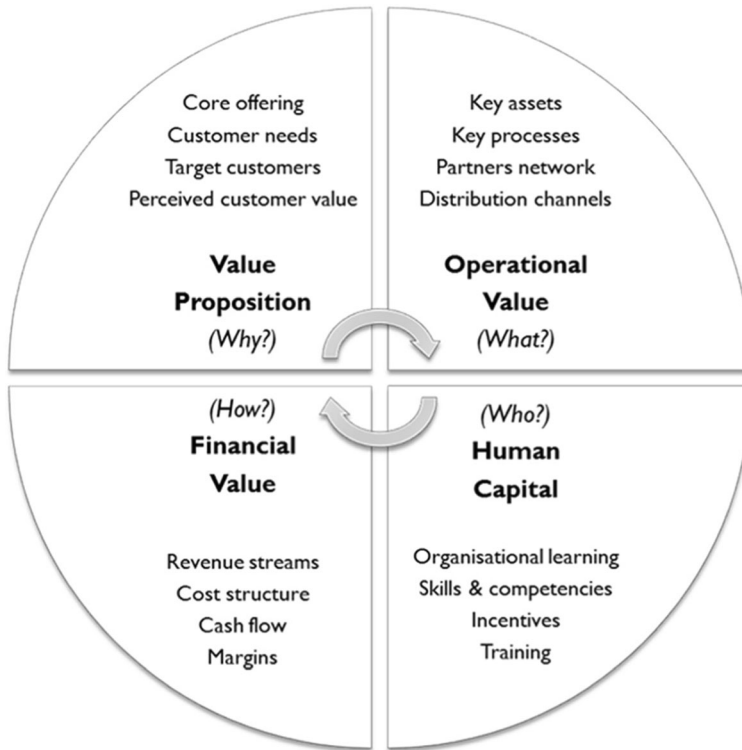 Core offering
Customer needs
Target customers
Perceived customer value
Value
Proposition
(Why?)
Key assets
Key processes
Partners network
Distribution channels
Operational
Value
(What?)
(How?)
Financial
Value
Revenue streams
Cost structure
Cash flow
Margins
(Who?)
Human
Capital
Organisational learning
Skills & competencies
Incentives
Training